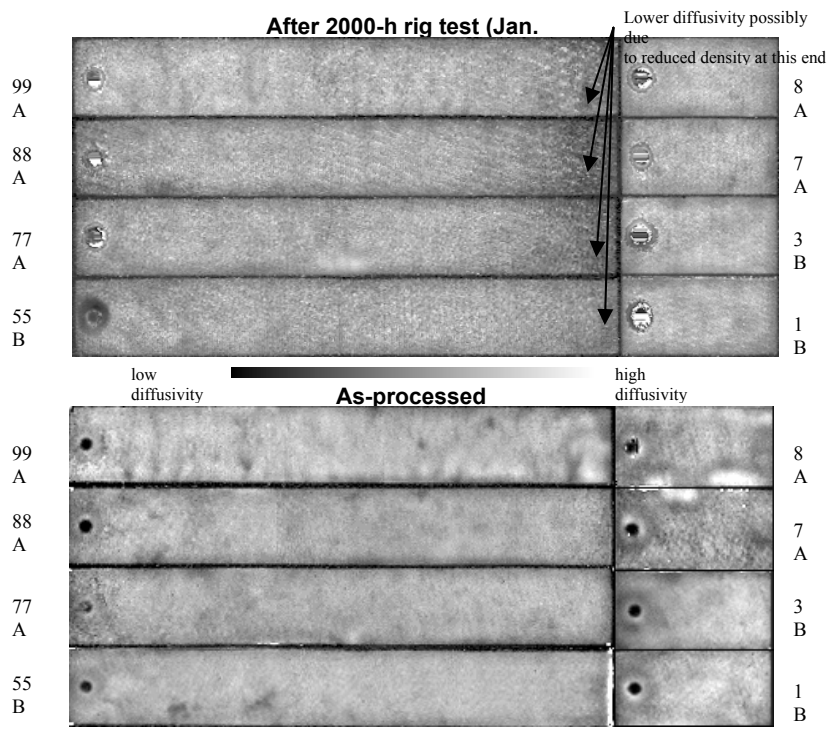 After 2000-h rig test (Jan.
Lower diffusivity possibly
due
to reduced density at this end
99
A
88
A
77
A
55
B
8
A
7
A
3
B
1
B
low
diffusivity
high
diffusivity
As-processed
99
A
88
A
77
A
55
B
8
A
7
A
3
B
1
B